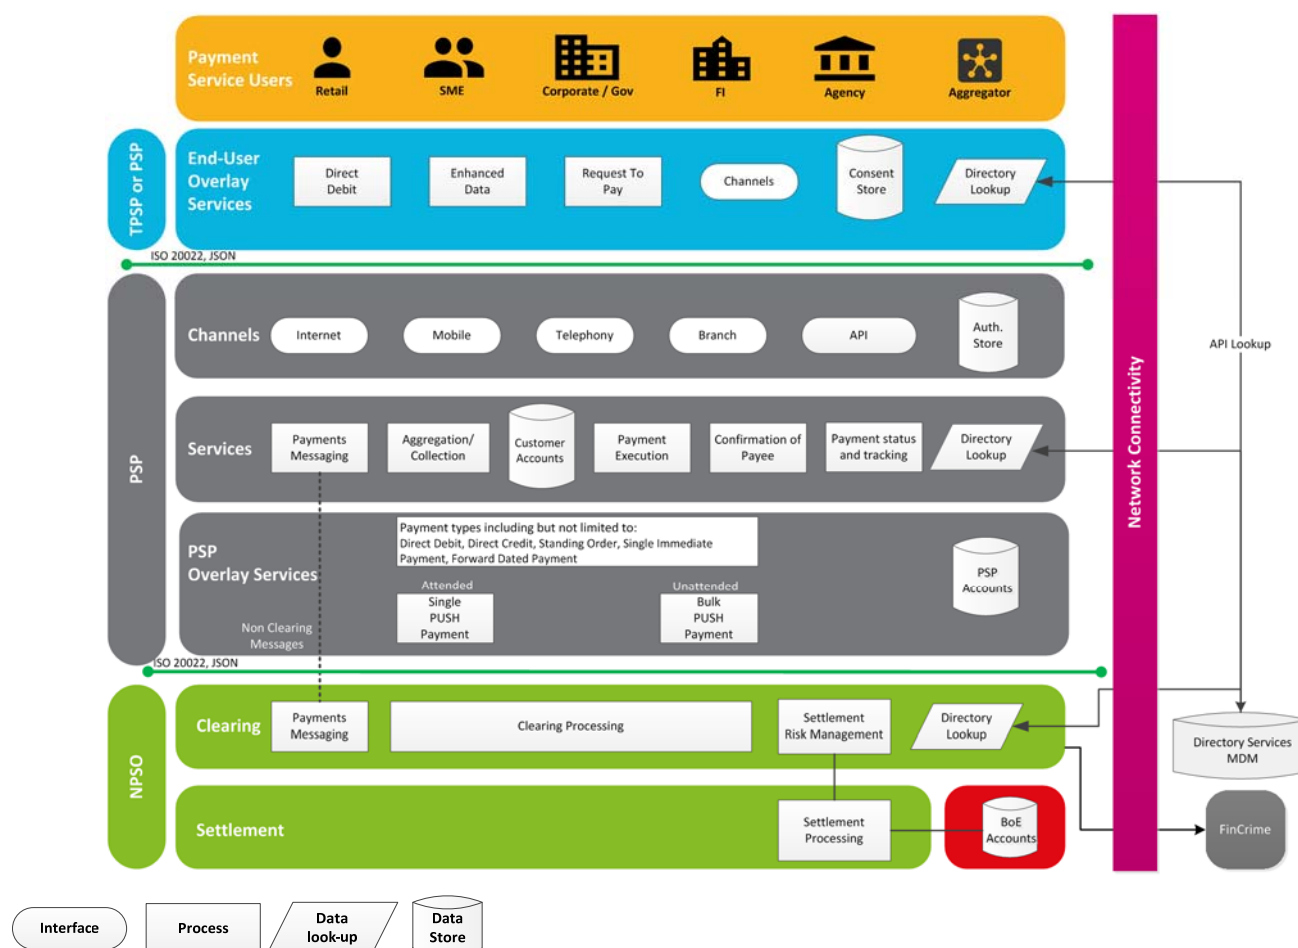 Payment
Service Users
Retail
SME
Corporate / Gov
FI
Agency
Aggregator
TPSP or PSP
End-User
Overlay
Services
Direct
Debit
Enhanced
Data
Request To
Pay
Channels
Consent
Store
Directory
Lookup
ISO 20022, JSON
PSP
Channels
Internet
Mobile
Telephony
Branch
API
Auth.
Store
Services
Payments
Messaging
Aggregation/
Collection
Customer
Accounts
Payment
Execution
Confirmation of
Payee
Payment status
and tracking
Directory
Lookup
PSP
Overlay Services
Payment types including but not limited to:
Direct Debit, Direct Credit, Standing Order, Single Immediate
Payment, Forward Dated Payment
Attended
Single
PUSH
Payment
Unattended
Bulk
PUSH
Payment
PSP
Accounts
Non Clearing
Messages
ISO 20022, JSON
NPSO
Clearing
Payments
Messaging
Clearing Processing
Settlement
Risk Management
Directory
Lookup
Settlement
Settlement
Processing
BoE
Accounts
Network Connectivity
API Lookup
Directory Services
MDM
FinCrime
Interface
Process
Data
look-up
Data
Store